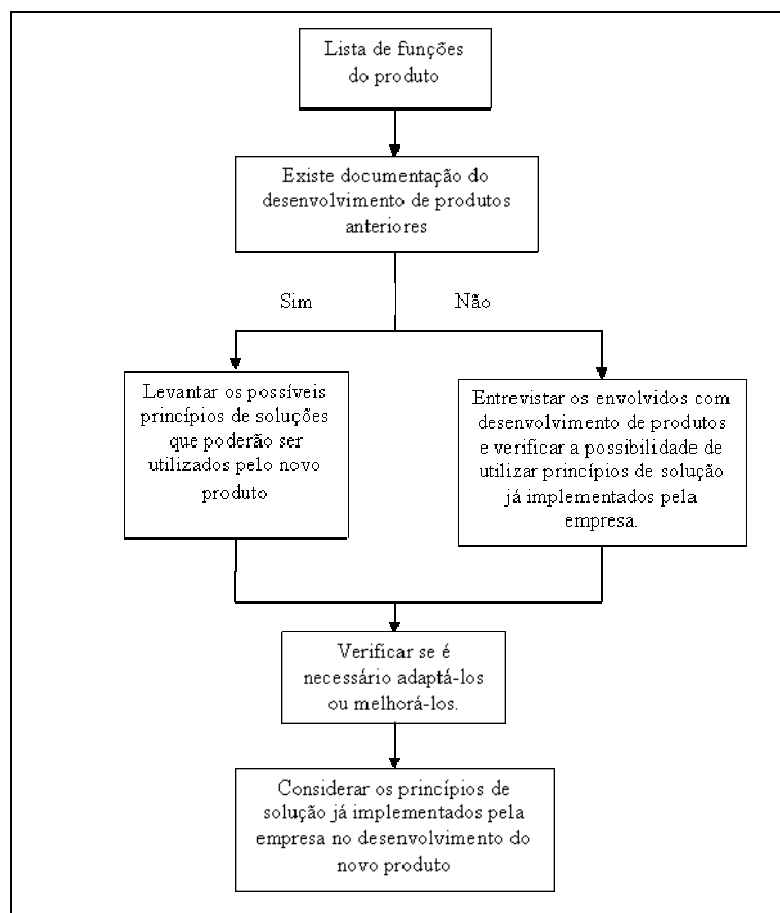 Lista de funções
do produto
Existe documentação do
desenvolvimento de produtos
anteriores
Sim
Não
Levantar os possíveis
princípios de soluções
que poderão ser
utilizados pelo novo
produto
Entrevistar os envolvidos com
desenvolvimento de produtos
e verificar a possibilidade de
utilizar princípios de solução
já implementados pela
empresa.
Verificar se é
necessário adaptá-los
ou melhorá-los.
Considerar os princípios de
solução já implementados pela
empresa no desenvolvimento do
novo produto